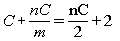 C + nC/m = nC/2 + 2